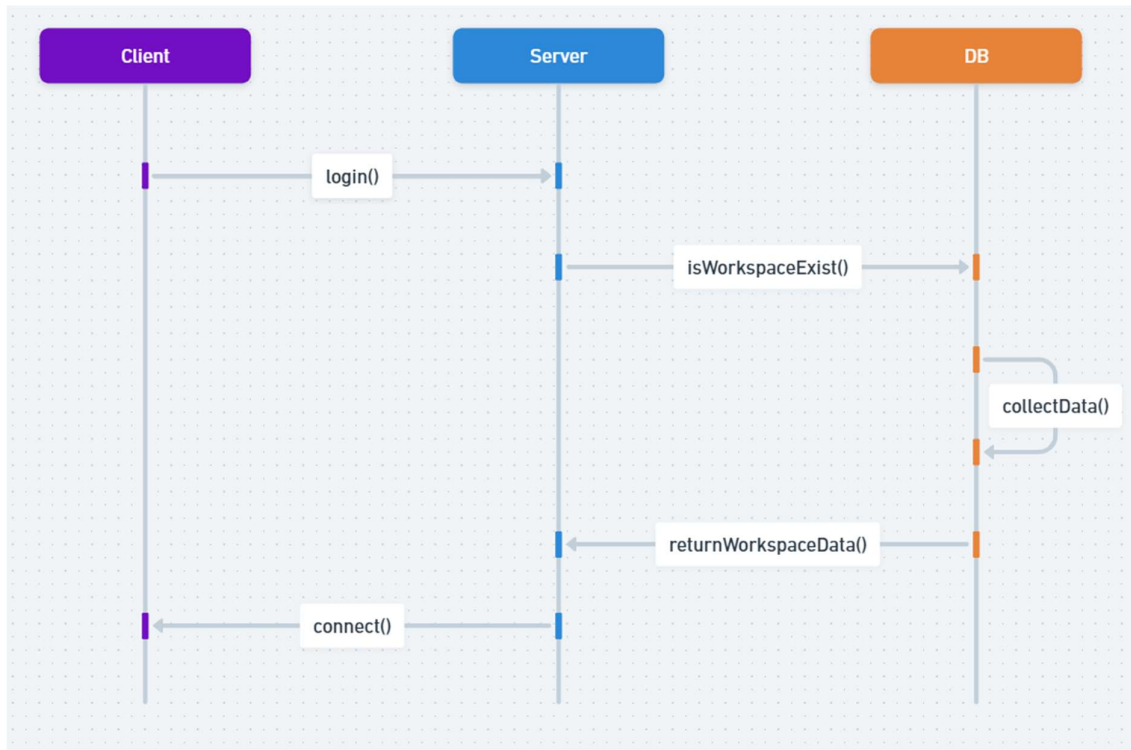 Client
Server
DB
login()
isWorkspaceExist()
collectData()
returnWorkspaceData()
connect()